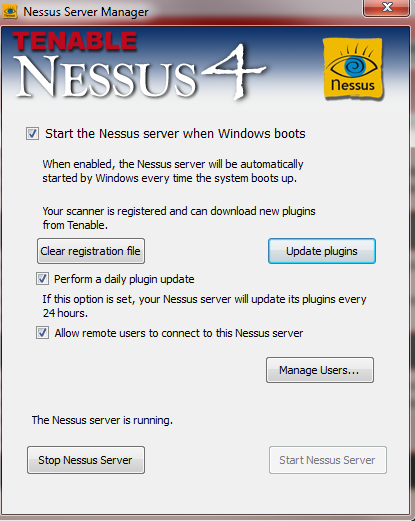 Nessus Server Manager
TENABLE
NESSUS 4
nessus
Start the Nessus server when Windows boots
When enabled, the Nessus server will be automatically
started by Windows every time the system boots up.
Your scanner is registered and can download new plugins
from Tenable.
Clear registration file
Update plugins
Perform a daily plugin update
If this option is set, your Nessus server will update its plugins every
24 hours.
Allow remote users to connect to this Nessus server
Manage Users...
The Nessus server is running.
Stop Nessus Server
Start Nessus Server